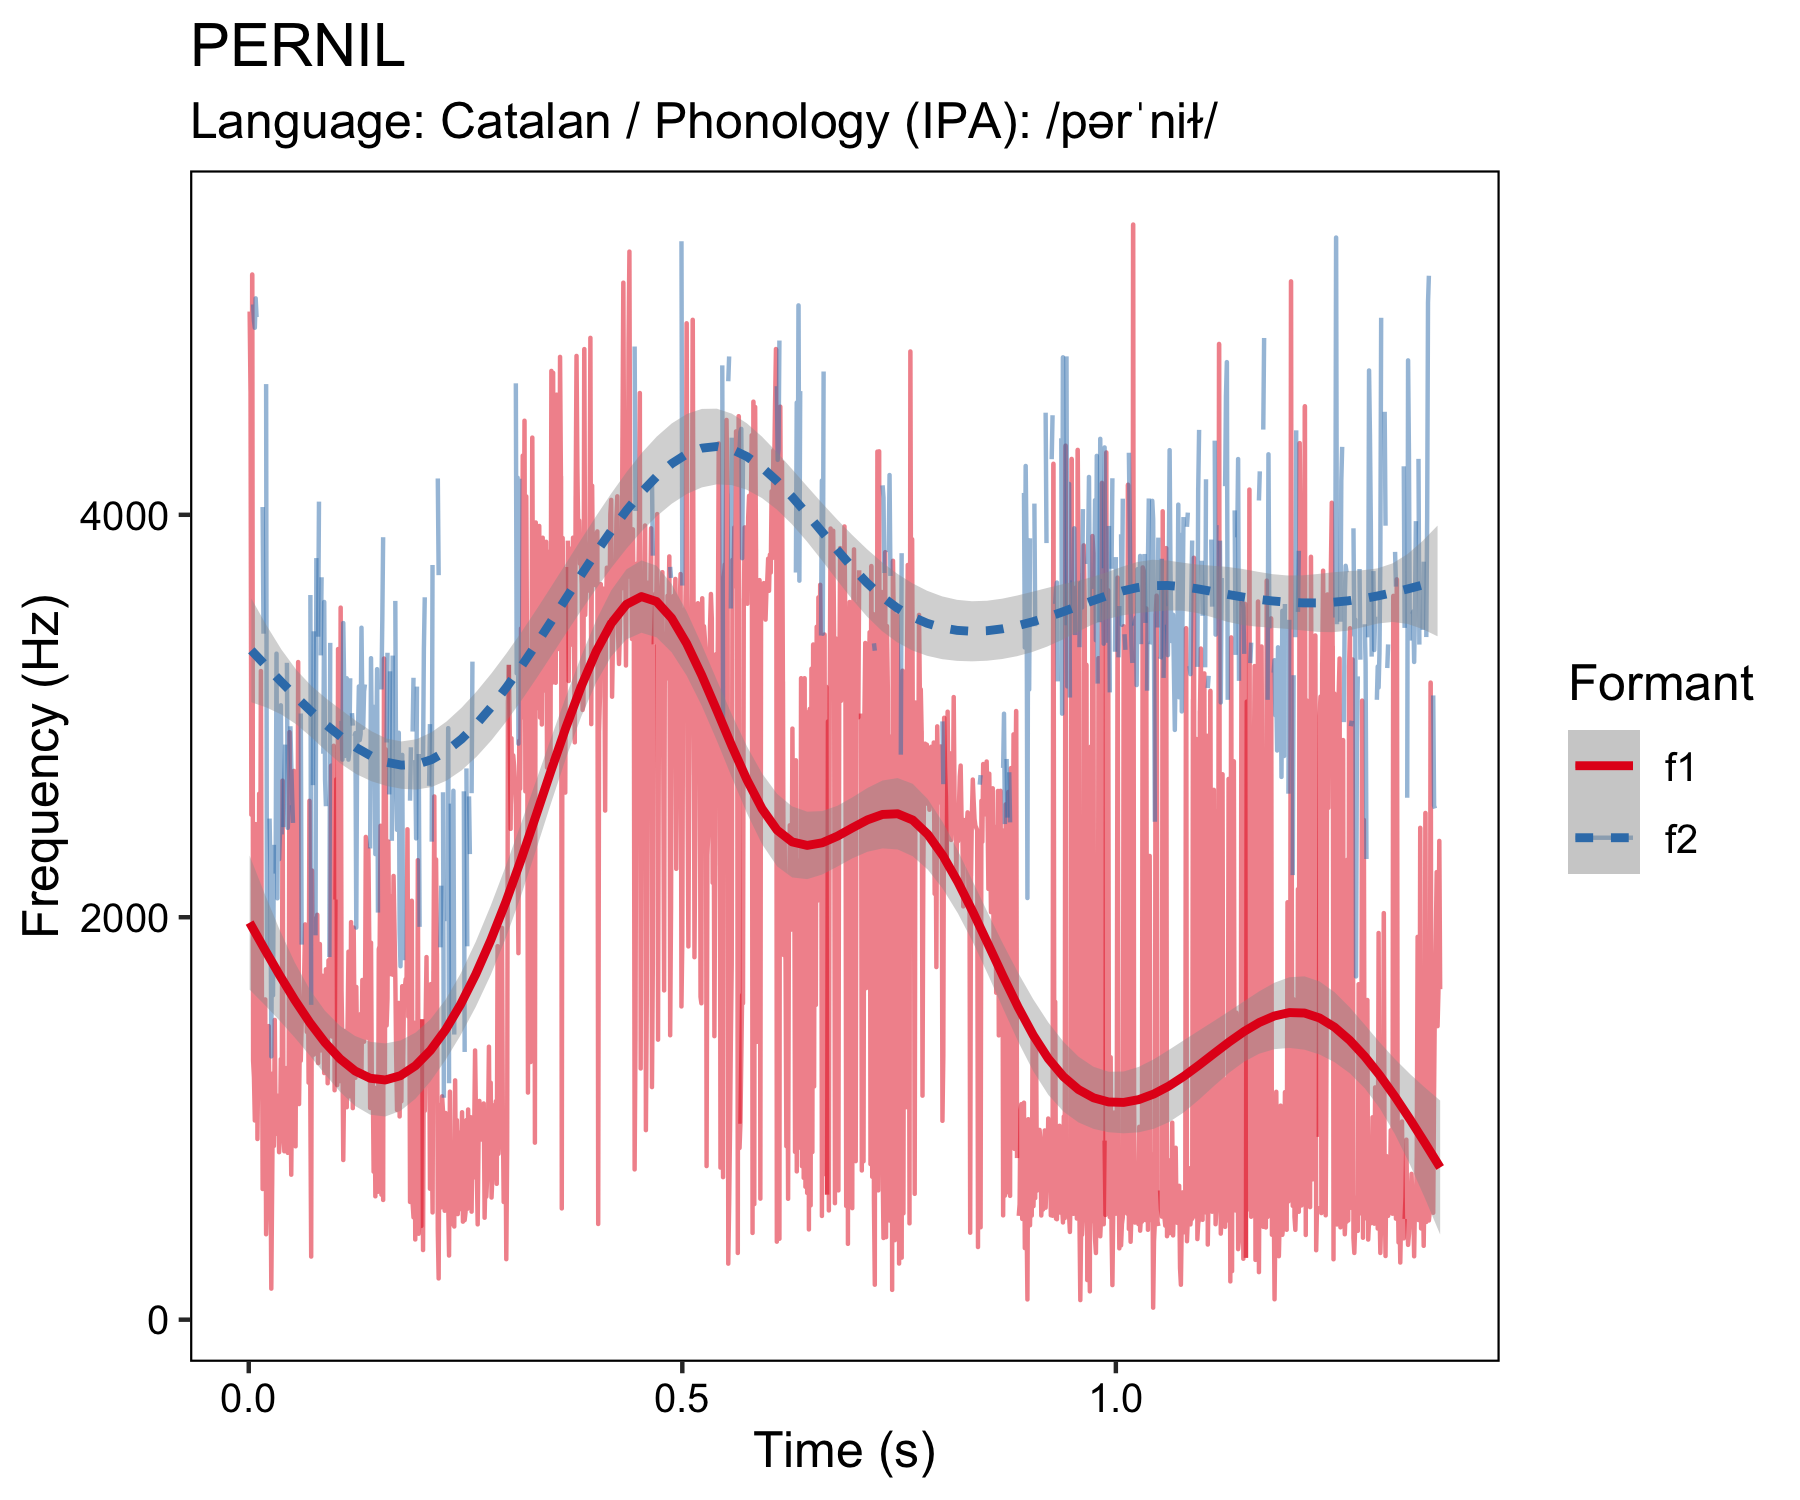 PERNIL
Language: Catalan / Phonology (IPA): /pərˈniɫ/
Frequency (Hz)
4000
2000
0
0.0 0.5 1.0
Time (s)
Formant
f1
f2